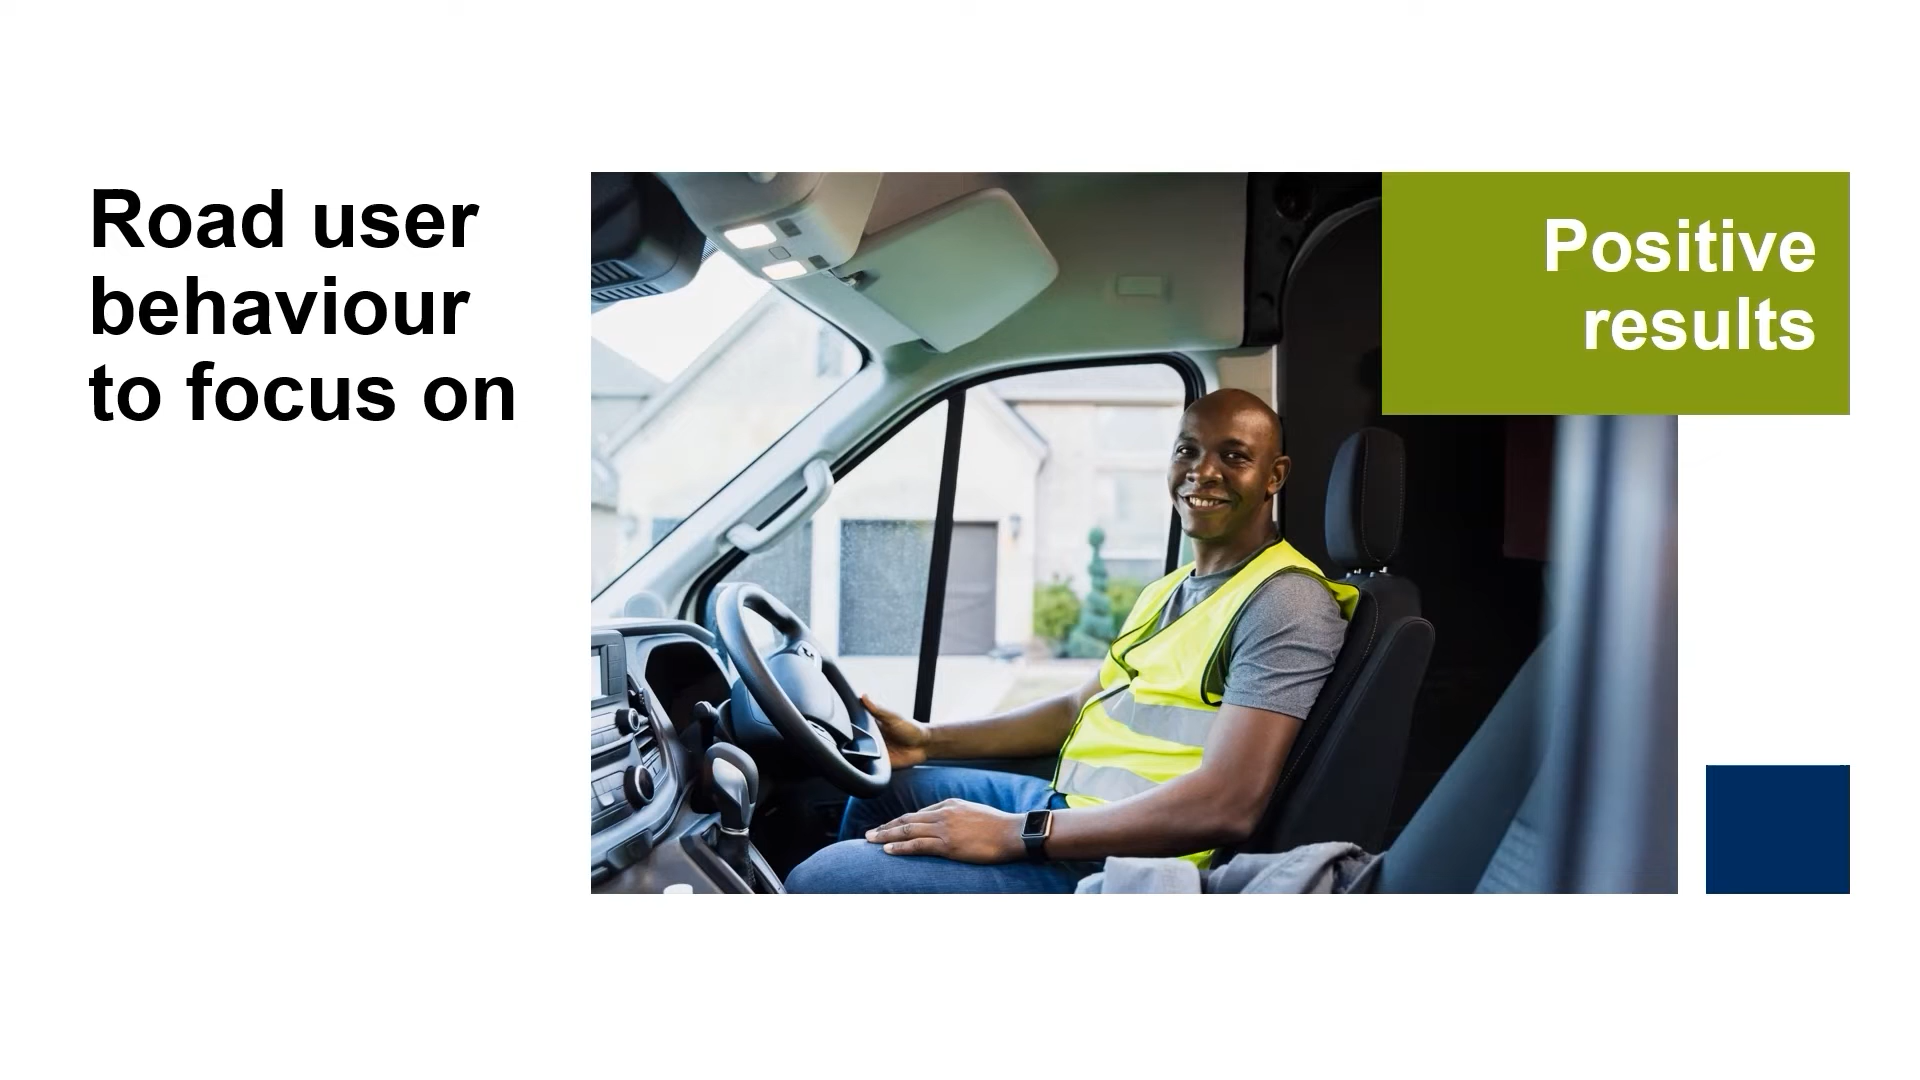 Road user
behaviour
to focus on
Positive
results